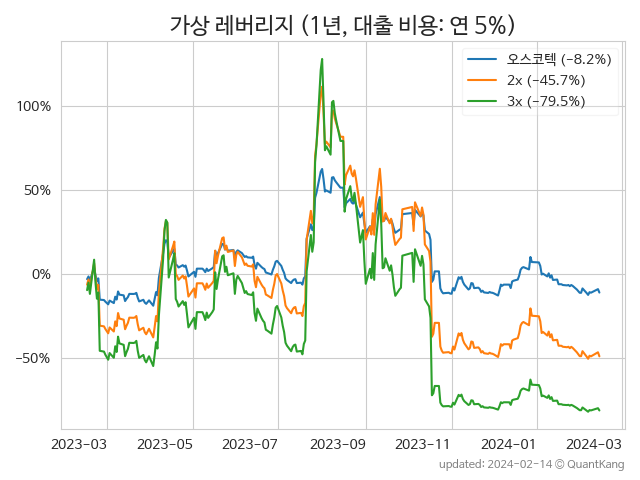 가상 레버리지 (1년, 대출 비용: 연 5%)
오스코텍 (−8.2%)
2x (−45.7%)
3x (−79.5%)
100%
50%
0%
−50%
2023-03 2023-05 2023-07 2023-09 2023-11 2024-01 2024-03
updated: 2024-02-14 © QuantKang